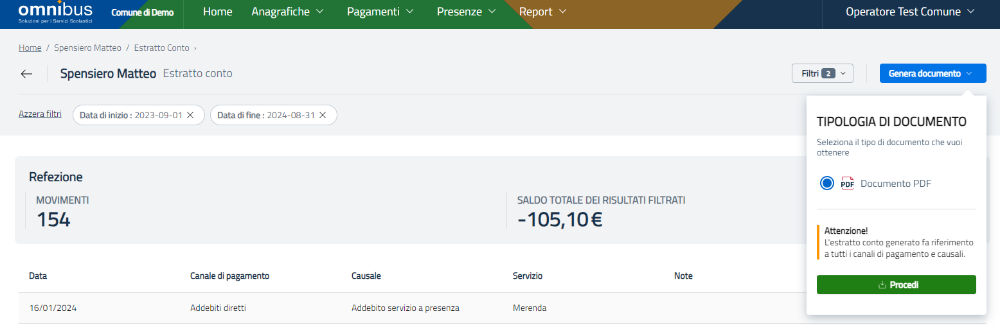 omnibus
Soluzioni per i Servizi Scolastici
Comune di Demo
Home
Anagrafiche
Pagamenti
Presenze
Report
Operatore Test Comune
Home / Spensiero Matteo / Estratto Conto ›
Spensiero Matteo Estratto conto
Filtri 2
Genera documento
Azzera filtri
Data di inizio : 2023-09-01
Data di fine : 2024-08-31
TIPOLOGIA DI DOCUMENTO
Seleziona il tipo di documento che vuoi
ottenere
PDF Documento PDF
Attenzione!
L'estratto conto generato fa riferimento
a tutti i canali di pagamento e causali.
Procedi
Refezione
MOVIMENTI
154
SALDO TOTALE DEI RISULTATI FILTRATI
-105,10 €
Data Canale di pagamento Causale Servizio Note
16/01/2024 Addebiti diretti Addebito servizio a presenza Merenda